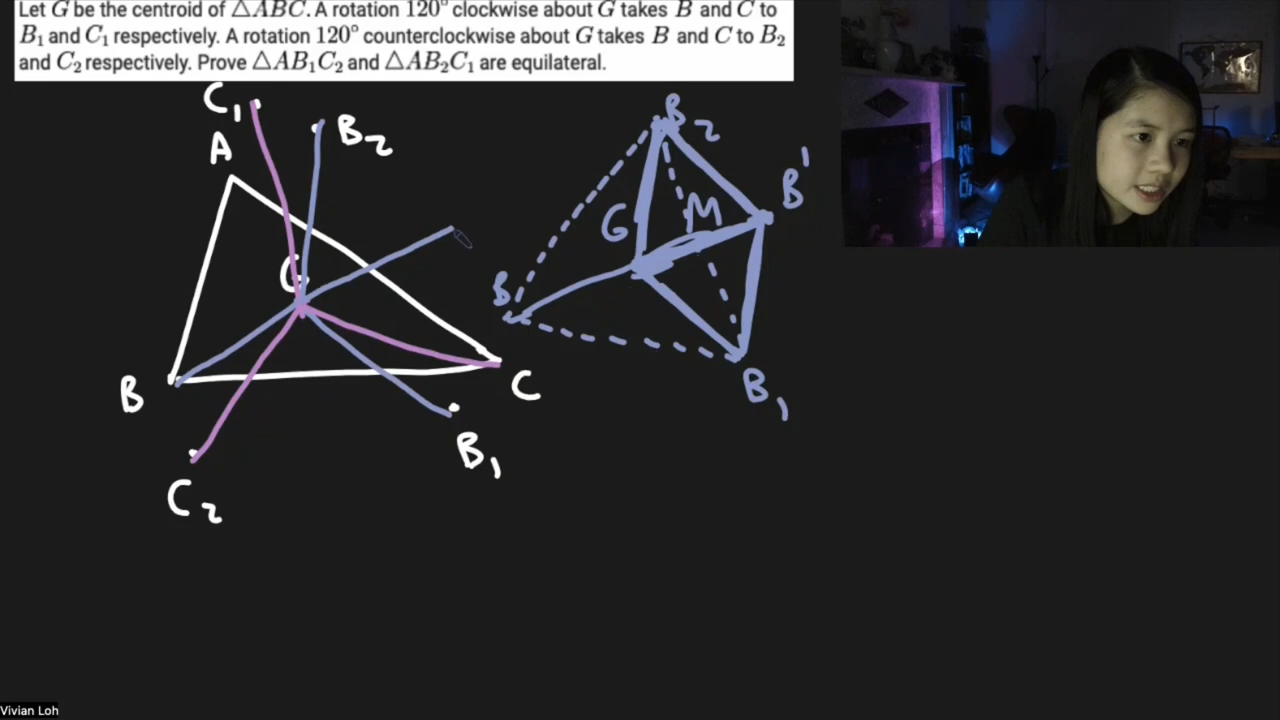 Let G be the centroid of △ABC. A rotation 120° clockwise about G takes B and C to
B₁ and C₁ respectively. A rotation 120° counterclockwise about G takes B and C to B₂
and C₂ respectively. Prove △AB₁C₂ and △AB₂C₁ are equilateral.
C₁
A
B₂
G
B
C
B₁
C₂
B₂
B'
G
M
B
B₁
Vivian Loh